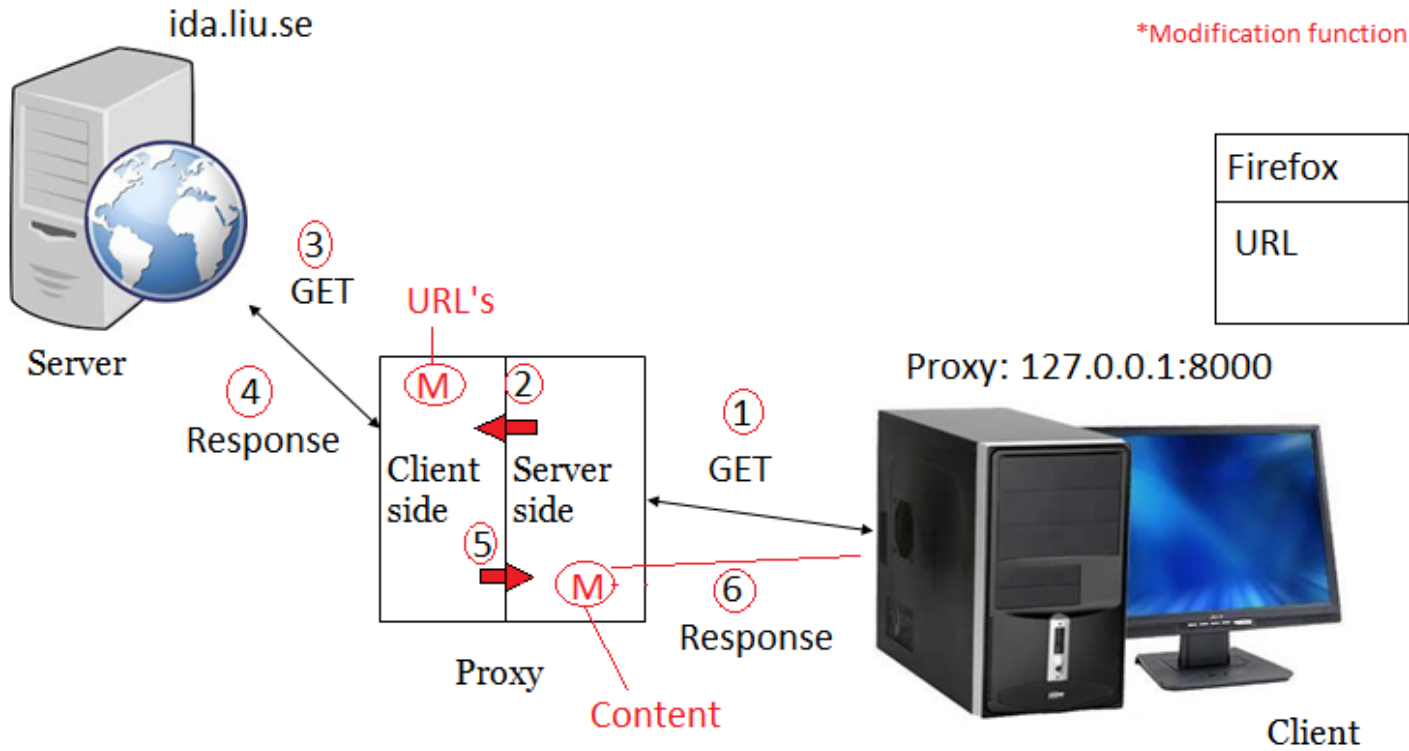 ida.liu.se
*Modification function
Firefox
URL
3
GET
URL's
Server
4
Response
M
2
Client
side
Server
side
1
GET
Proxy: 127.0.0.1:8000
5
M
6
Response
Proxy
Content
Client